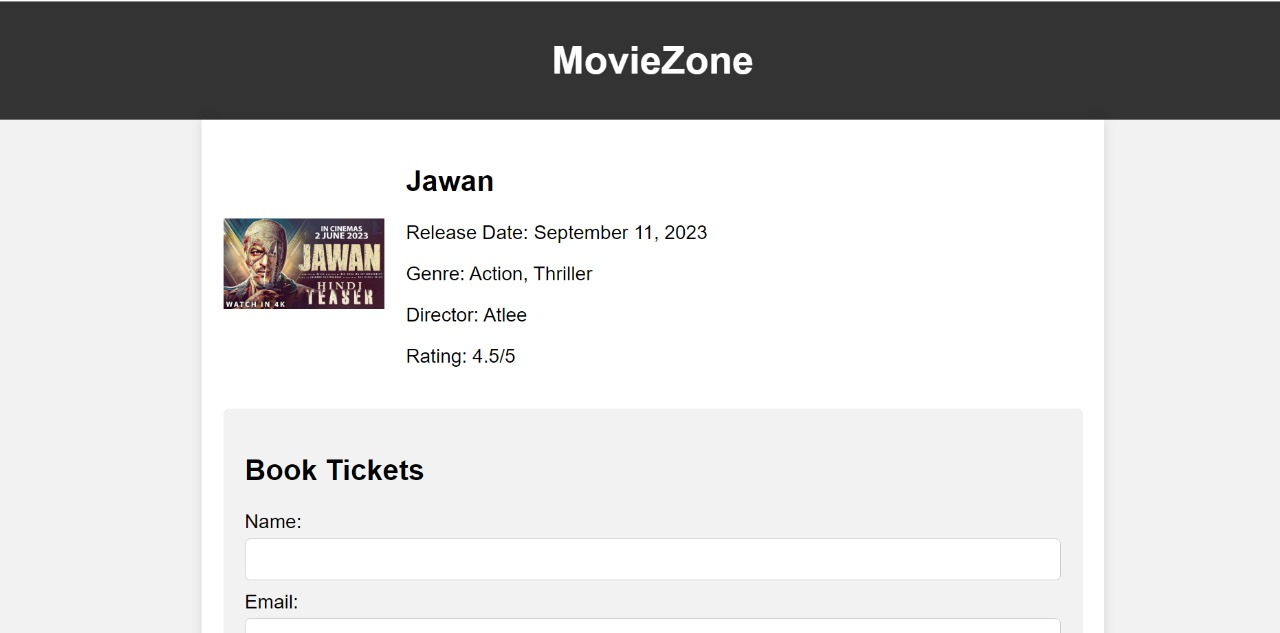 MovieZone
Jawan
IN CINEMAS
2 JUNE 2023
JAWAN
HINDI
TEASER
WATCH IN 4K
Release Date: September 11, 2023
Genre: Action, Thriller
Director: Atlee
Rating: 4.5/5
Book Tickets
Name:
Email: